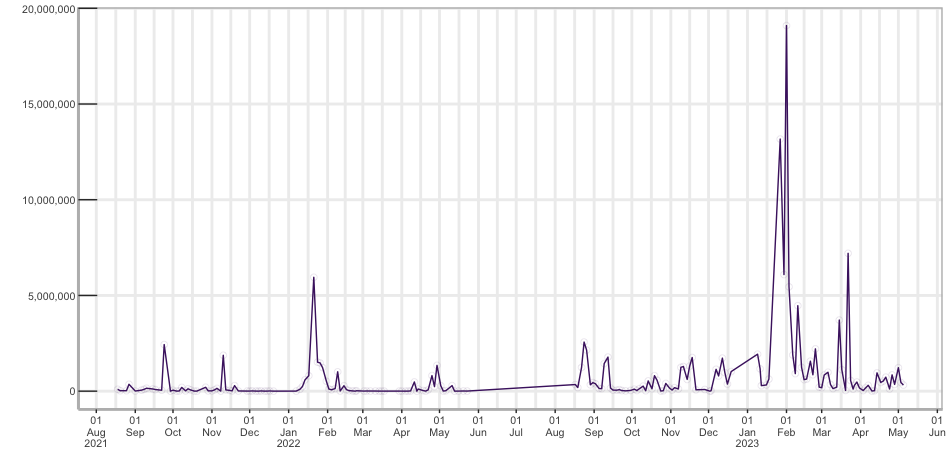 20,000,000
15,000,000
10,000,000
5,000,000
0
01 01 01 01 01 01 01 01 01 01 01 01 01 01 01 01 01 01 01 01 01 01 01
Aug Sep Oct Nov Dec Jan Feb Mar Apr May Jun Jul Aug Sep Oct Nov Dec Jan Feb Mar Apr May Jun
2021 2022 2023